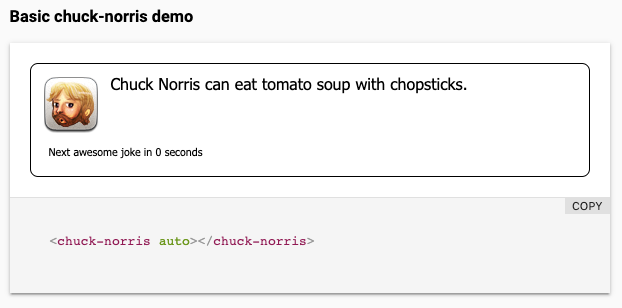 Basic chuck-norris demo
Chuck Norris can eat tomato soup with chopsticks.
Next awesome joke in 0 seconds
COPY
<chuck-norris auto></chuck-norris>